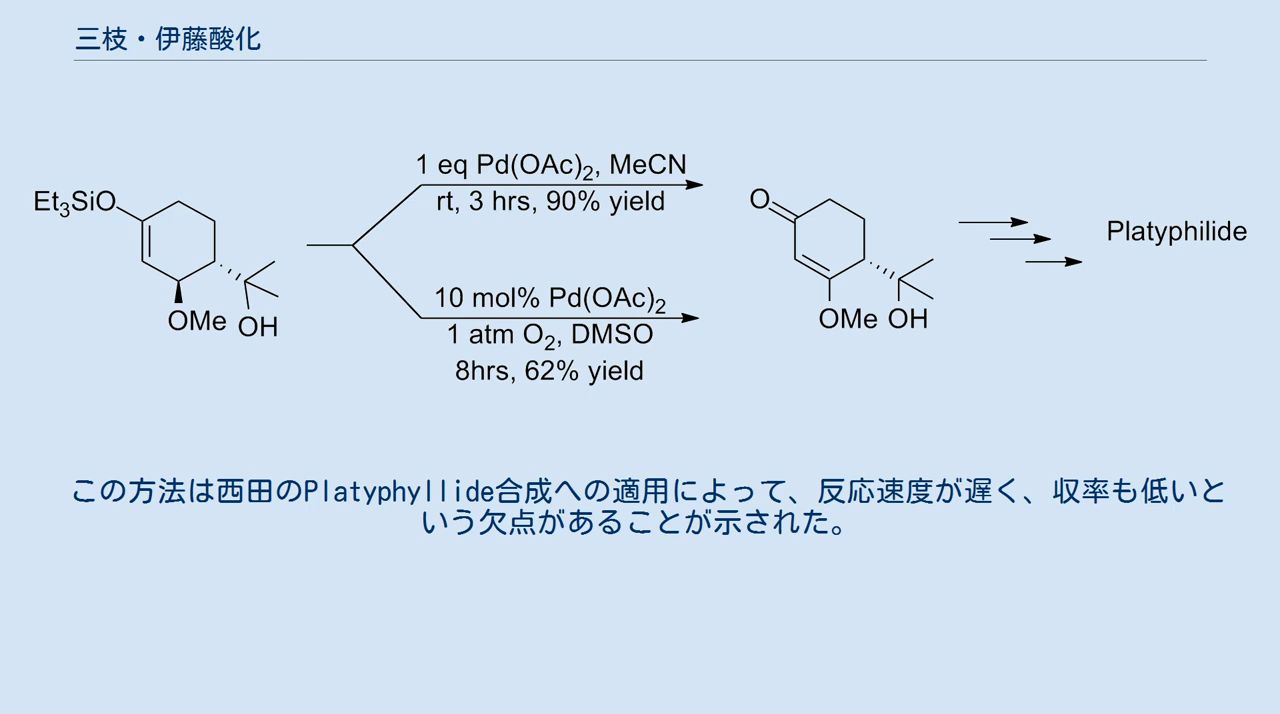 三枝・伊藤酸化
1 eq Pd(OAc)₂, MeCN
rt, 3 hrs, 90% yield
Et₃SiO
OMe OH
10 mol% Pd(OAc)₂
1 atm O₂, DMSO
8hrs, 62% yield
O
OMe OH
Platyphilide
この方法は西田のPlatyphyllide合成への適用によって、反応速度が遅く、収率も低いと
いう欠点があることが示された。